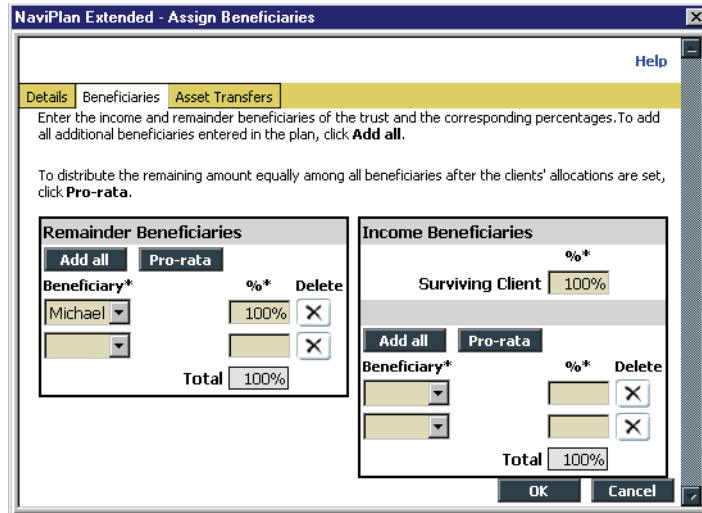 NaviPlan Extended - Assign Beneficiaries
Help
Details Beneficiaries Asset Transfers
Enter the income and remainder beneficiaries of the trust and the corresponding percentages.To add
all additional beneficiaries entered in the plan, click Add all.
To distribute the remaining amount equally among all beneficiaries after the clients' allocations are set,
click Pro-rata.
Remainder Beneficiaries
Add all Pro-rata
Beneficiary* %* Delete
Michael 100%
Total 100%
Income Beneficiaries
%*
Surviving Client 100%
Add all Pro-rata
Beneficiary* %* Delete
Total 100%
OK Cancel